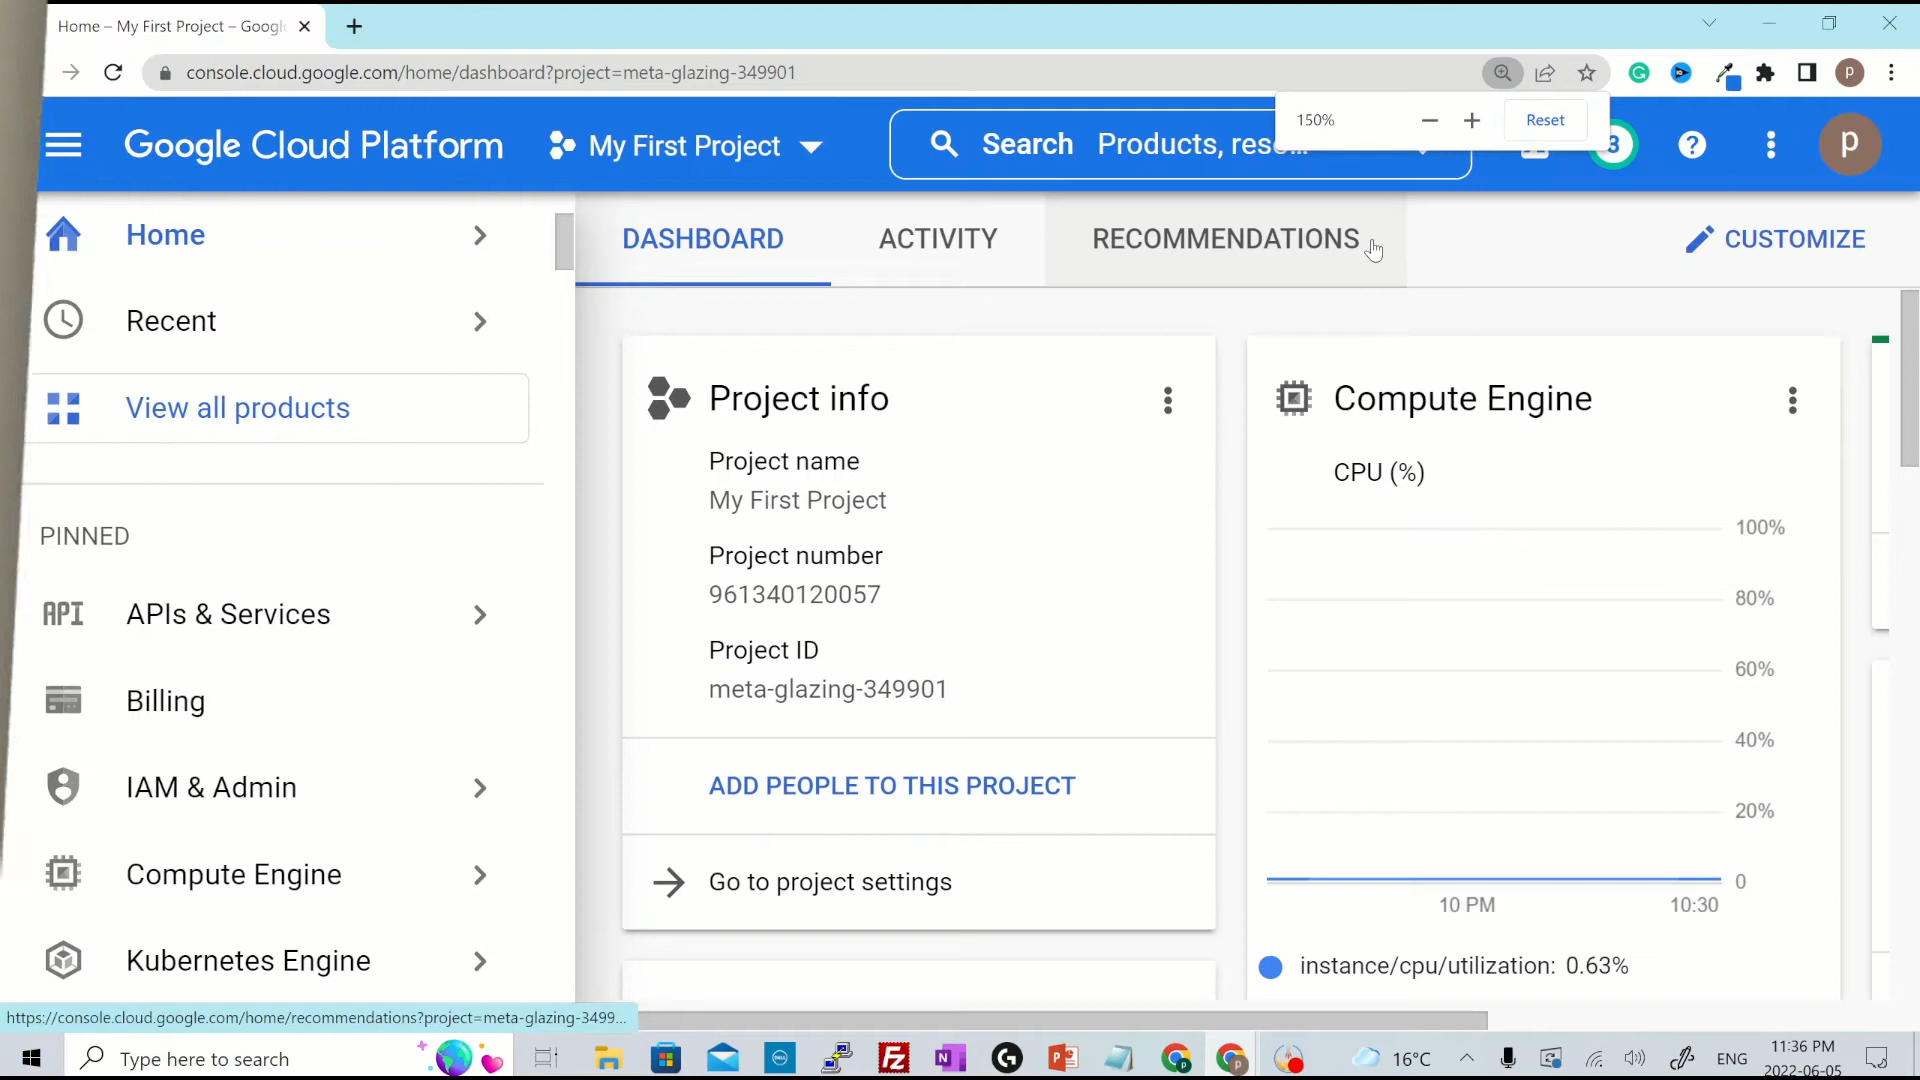 Home – My First Project – Googl
console.cloud.google.com/home/dashboard?project=meta-glazing-349901
P
150%
Reset
Google Cloud Platform
My First Project
Search Products, reso...
3
p
Home
DASHBOARD
ACTIVITY
RECOMMENDATIONS
CUSTOMIZE
Recent
View all products
PINNED
API
APIs & Services
Billing
IAM & Admin
Compute Engine
Kubernetes Engine
Project info
Project name
My First Project
Project number
961340120057
Project ID
meta-glazing-349901
ADD PEOPLE TO THIS PROJECT
Go to project settings
Compute Engine
CPU (%)
100%
80%
60%
40%
20%
0
10 PM
10:30
instance/cpu/utilization: 0.63%
https://console.cloud.google.com/home/recommendations?project=meta-glazing-3499...
Type here to search
16°C
ENG
11:36 PM
2022-06-05